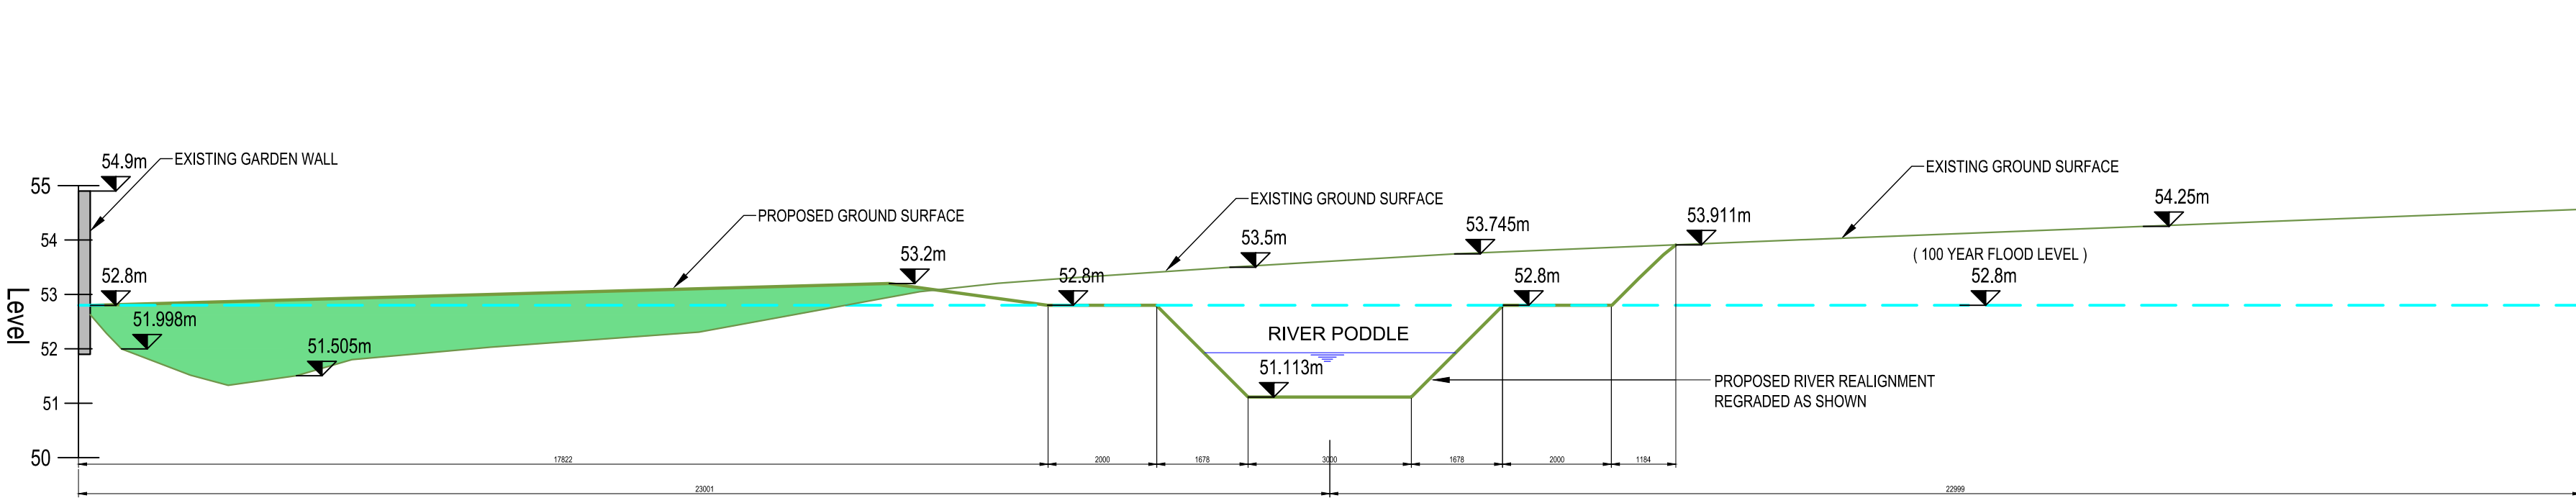 54.9m
EXISTING GARDEN WALL
55
54
53
52
51
50
Level
52.8m
51.998m
51.505m
PROPOSED GROUND SURFACE
53.2m
EXISTING GROUND SURFACE
52.8m
53.5m
53.745m
53.911m
52.8m
RIVER PODDLE
51.113m
PROPOSED RIVER REALIGNMENT
REGRADED AS SHOWN
EXISTING GROUND SURFACE
54.25m
( 100 YEAR FLOOD LEVEL )
52.8m
17822 2000 1678 3000 1678 2000 1184
23001 22999